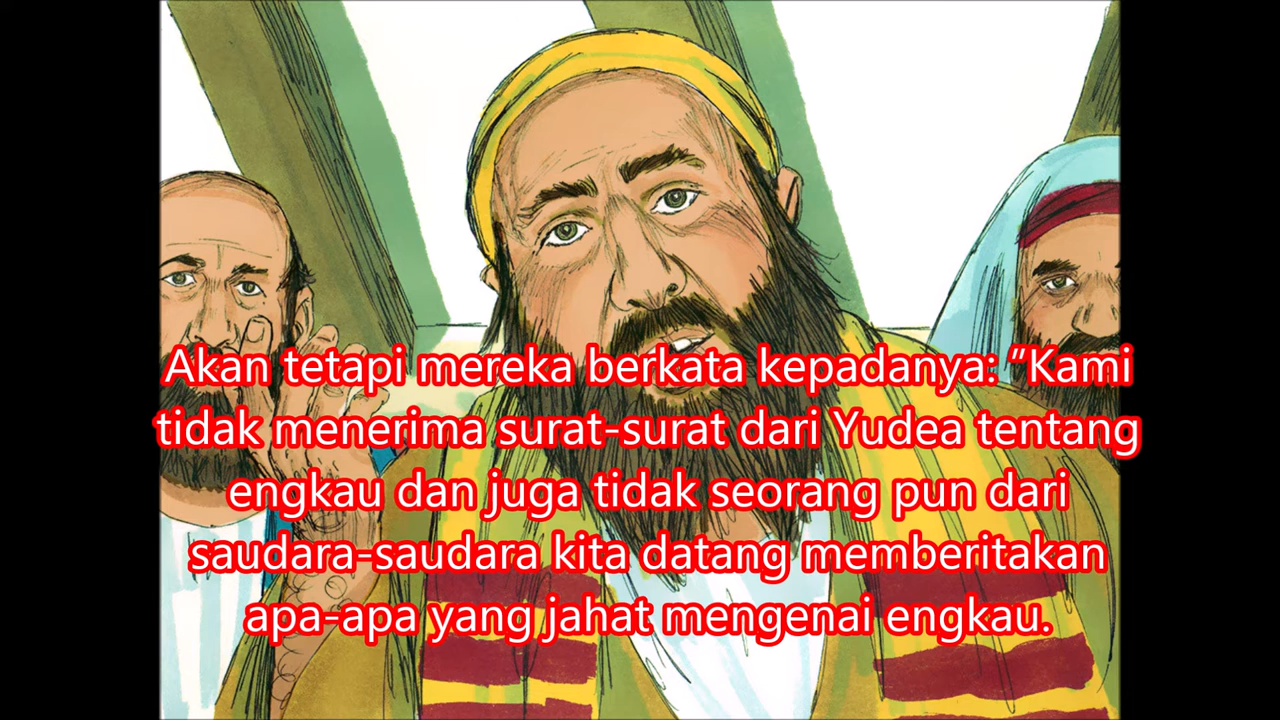 Akan tetapi mereka berkata kepadanya: "Kami
tidak menerima surat-surat dari Yudea tentang
engkau dan juga tidak seorang pun dari
saudara-saudara kita datang memberitakan
apa-apa yang jahat mengenai engkau.